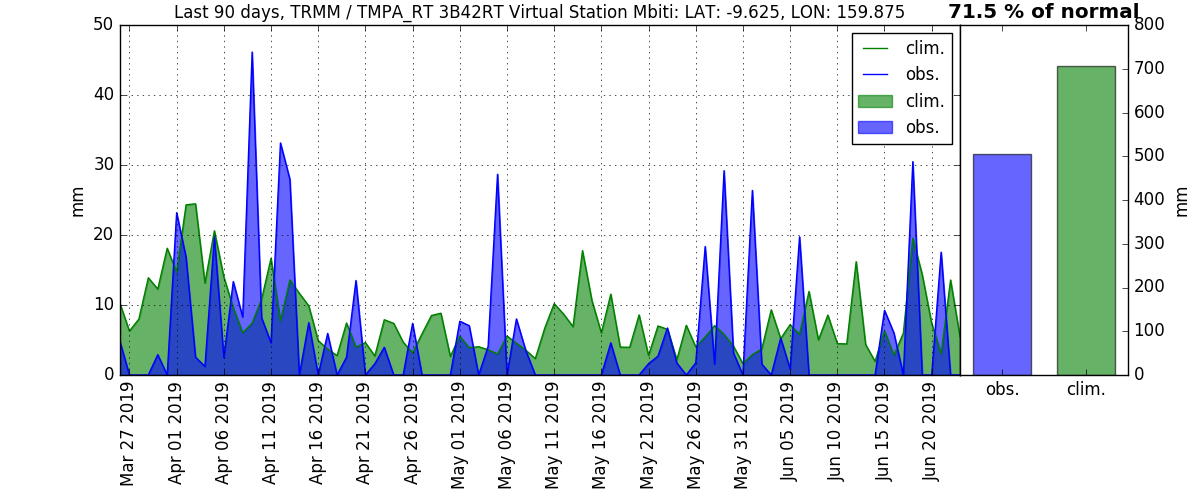 Last 90 days, TRMM / TMPA_RT 3B42RT Virtual Station Mbiti: LAT: -9.625, LON: 159.875
71.5 % of normal
50
40
30
20
10
0
mm
clim.
obs.
clim.
obs.
Mar 27 2019
Apr 01 2019
Apr 06 2019
Apr 11 2019
Apr 16 2019
Apr 21 2019
Apr 26 2019
May 01 2019
May 06 2019
May 11 2019
May 16 2019
May 21 2019
May 26 2019
May 31 2019
Jun 05 2019
Jun 10 2019
Jun 15 2019
Jun 20 2019
800
700
600
500
400
300
200
100
0
mm
obs.
clim.